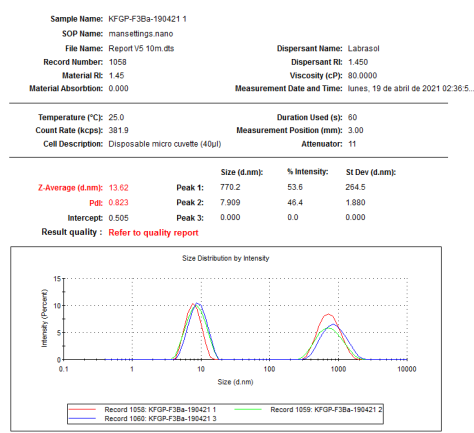 Sample Name: KFGP-F3Ba-190421 1
SOP Name: mansettings.nano
File Name: Report V5 10m.dts Dispersant Name: Labrasol
Record Number: 1058 Dispersant RI: 1.450
Material RI: 1.45 Viscosity (cP): 80.0000
Material Absorbtion: 0.000 Measurement Date and Time: lunes, 19 de abril de 2021 02:36:5...
Temperature (°C): 25.0 Duration Used (s): 60
Count Rate (kcps): 381.9 Measurement Position (mm): 3.00
Cell Description: Disposable micro cuvette (40µl) Attenuator: 11
Size (d.nm): % Intensity: St Dev (d.nm):
Z-Average (d.nm): 13.62 Peak 1: 770.2 53.6 264.5
PdI: 0.823 Peak 2: 7.909 46.4 1.880
Intercept: 0.505 Peak 3: 0.000 0.0 0.000
Result quality : Refer to quality report
Size Distribution by Intensity
Intensity (Percent)
15
10
5
0
0.1 1 10 100 1000 10000
Size (d.nm)
Record 1058: KFGP-F3Ba-190421 1 Record 1059: KFGP-F3Ba-190421 2
Record 1060: KFGP-F3Ba-190421 3